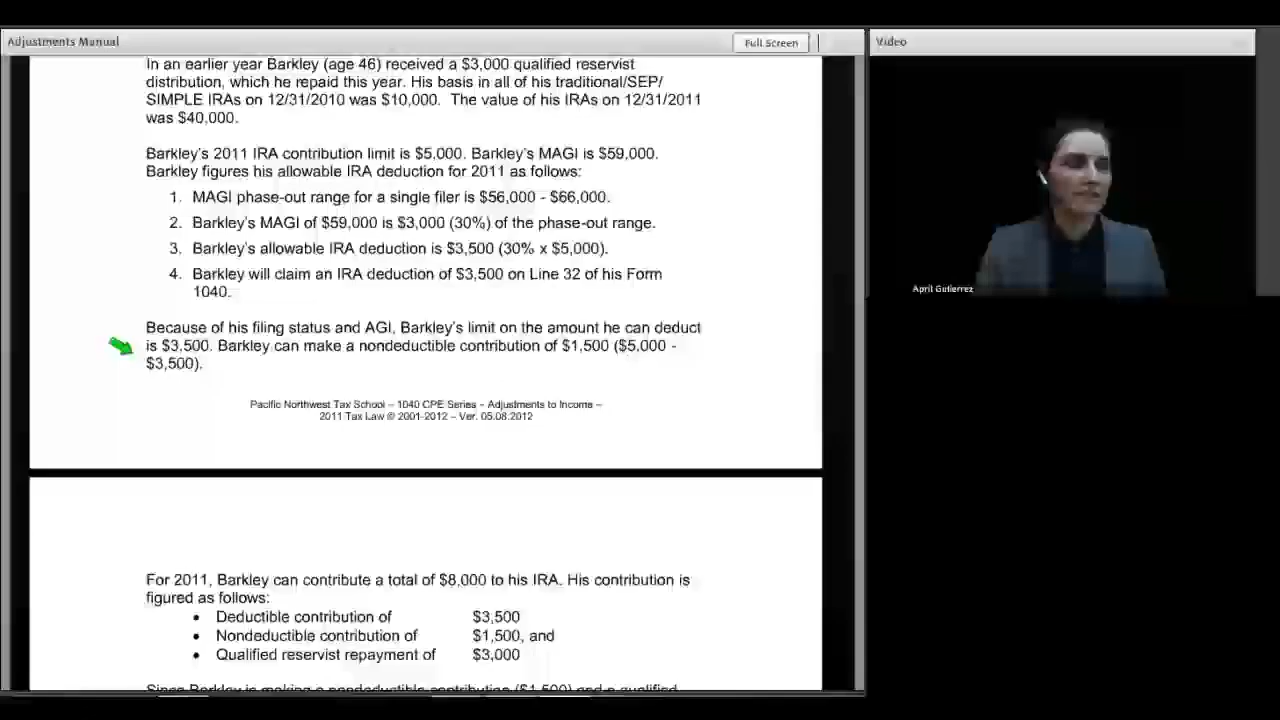 Adjustments Manual
Full Screen
Video
In an earlier year Barkley (age 46) received a $3,000 qualified reservist
distribution, which he repaid this year. His basis in all of his traditional/SEP/
SIMPLE IRAs on 12/31/2010 was $10,000. The value of his IRAs on 12/31/2011
was $40,000.
Barkley's 2011 IRA contribution limit is $5,000. Barkley's MAGI is $59,000.
Barkley figures his allowable IRA deduction for 2011 as follows:
1. MAGI phase-out range for a single filer is $56,000 - $66,000.
2. Barkley's MAGI of $59,000 is $3,000 (30%) of the phase-out range.
3. Barkley's allowable IRA deduction is $3,500 (30% x $5,000).
4. Barkley will claim an IRA deduction of $3,500 on Line 32 of his Form
1040.
Because of his filing status and AGI, Barkley's limit on the amount he can deduct
is $3,500. Barkley can make a nondeductible contribution of $1,500 ($5,000 -
$3,500).
Pacific Northwest Tax School – 1040 CPE Series – Adjustments to Income –
2011 Tax Law © 2001-2012 – Ver. 05.08.2012
For 2011, Barkley can contribute a total of $8,000 to his IRA. His contribution is
figured as follows:
• Deductible contribution of $3,500
• Nondeductible contribution of $1,500, and
• Qualified reservist repayment of $3,000
Since Barkley is making a nondeductible contribution ($1,500) and a qualified
April Gutierrez